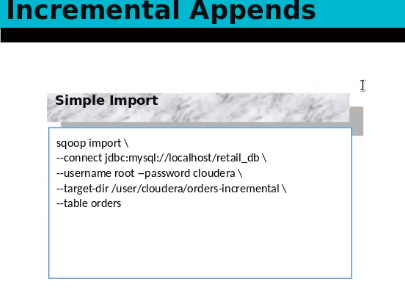 Incremental Appends
Simple Import
sqoop import \
--connect jdbc:mysql://localhost/retail_db \
--username root –password cloudera \
--target-dir /user/cloudera/orders-incremental \
--table orders